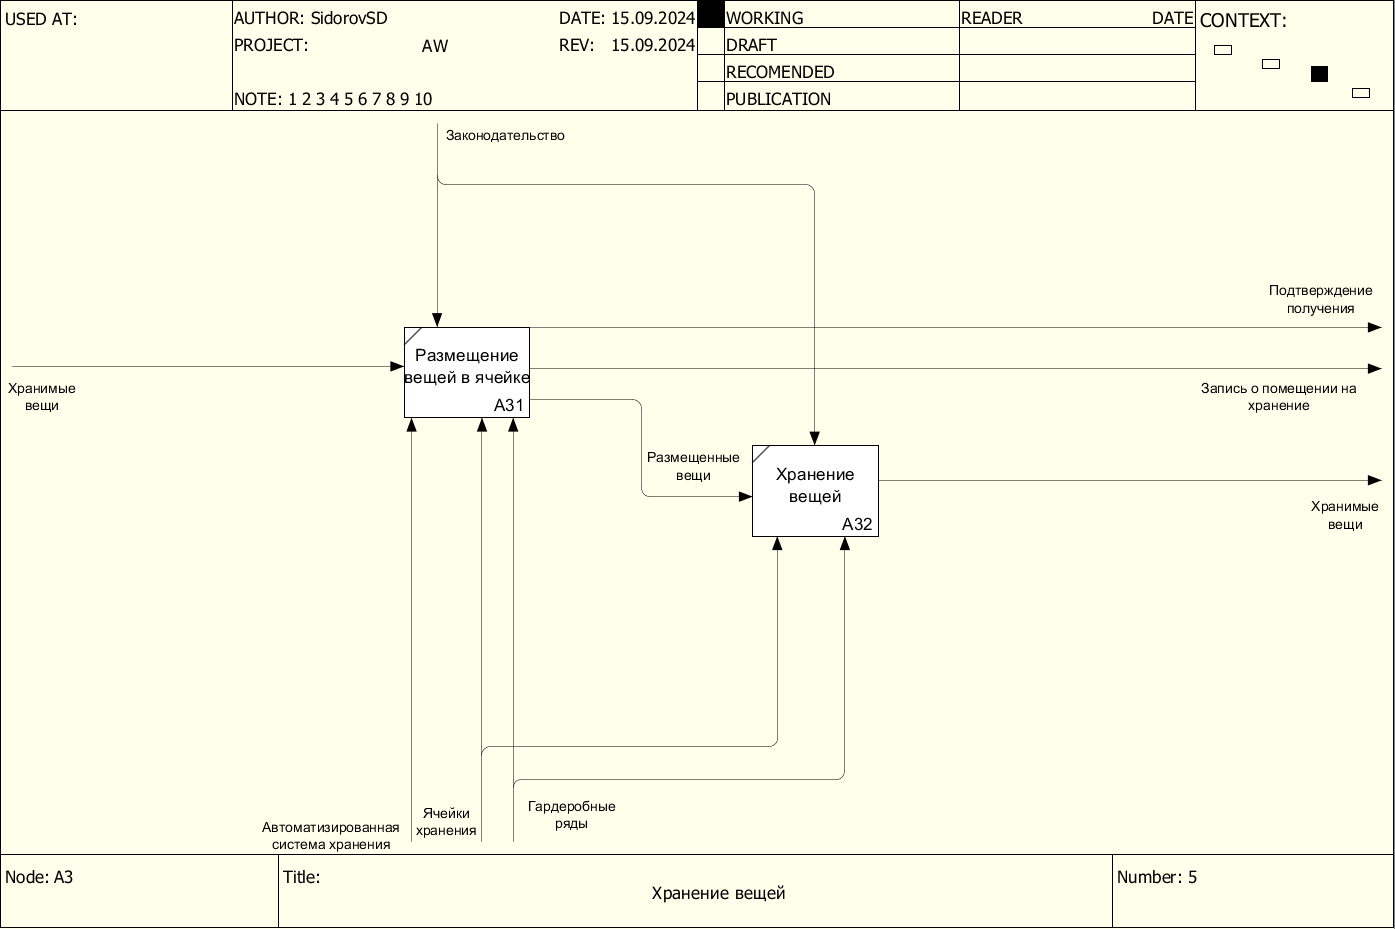 USED AT:
AUTHOR: SidorovSD
DATE: 15.09.2024
PROJECT:
AW
REV: 15.09.2024
NOTE: 1 2 3 4 5 6 7 8 9 10
WORKING
DRAFT
RECOMENDED
PUBLICATION
READER
DATE
CONTEXT:
Законодательство
Подтверждение
получения
Размещение
вещей в ячейке
A31
Хранимые
вещи
Запись о помещении на
хранение
Размещенные
вещи
Хранение
вещей
A32
Хранимые
вещи
Гардеробные
ряды
Ячейки
хранения
Автоматизированная
система хранения
Node: A3
Title:
Хранение вещей
Number: 5